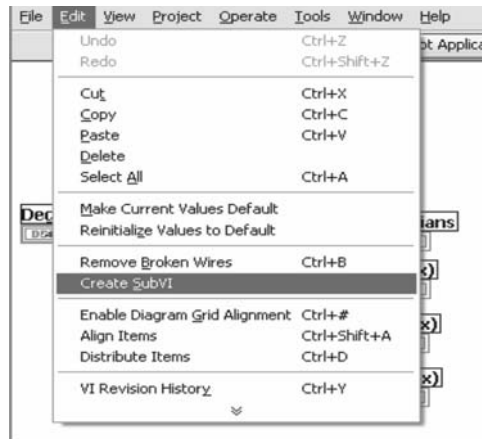 File Edit View Project Operate Tools Window Help
Undo Ctrl+Z
Redo Ctrl+Shift+Z
Cut Ctrl+X
Copy Ctrl+C
Paste Ctrl+V
Delete
Select All Ctrl+A
Make Current Values Default
Reinitialize Values to Default
Remove Broken Wires Ctrl+B
Create SubVI
Enable Diagram Grid Alignment Ctrl+#
Align Items Ctrl+Shift+A
Distribute Items Ctrl+D
VI Revision History Ctrl+Y